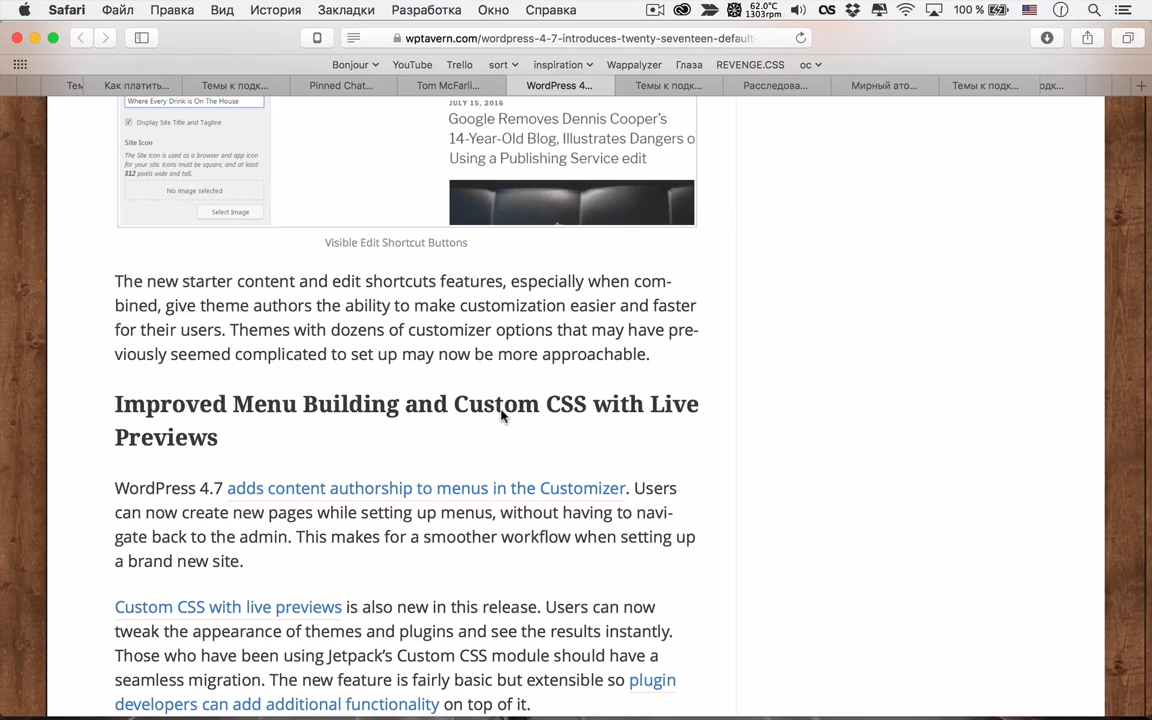 Safari Файл Правка Вид История Закладки Разработка Окно Справка 62.0°C 1303rpm 100 %
wptavern.com/wordpress-4-7-introduces-twenty-seventeen-default-
Bonjour YouTube Trello sort inspiration Wappalyzer Глаза REVENGE.CSS ос
Тем Как платить... Темы к подк... Pinned Chat... Tom McFarli... WordPress 4... Темы к подк... Расследова... Мирный ато... Темы к подк... одк...
Where Every Drink is On The House
Display Site Title and Tagline
Site Icon
The Site Icon is used as a browser and app icon
for your site. Icons must be square, and at least
512 pixels wide and tall.
No image selected
Select Image
JULY 15, 2016
Google Removes Dennis Cooper's
14-Year-Old Blog, Illustrates Dangers o
Using a Publishing Service edit
Visible Edit Shortcut Buttons
The new starter content and edit shortcuts features, especially when com-
bined, give theme authors the ability to make customization easier and faster
for their users. Themes with dozens of customizer options that may have pre-
viously seemed complicated to set up may now be more approachable.
Improved Menu Building and Custom CSS with Live
Previews
WordPress 4.7 adds content authorship to menus in the Customizer. Users
can now create new pages while setting up menus, without having to navi-
gate back to the admin. This makes for a smoother workflow when setting up
a brand new site.
Custom CSS with live previews is also new in this release. Users can now
tweak the appearance of themes and plugins and see the results instantly.
Those who have been using Jetpack's Custom CSS module should have a
seamless migration. The new feature is fairly basic but extensible so plugin
developers can add additional functionality on top of it.